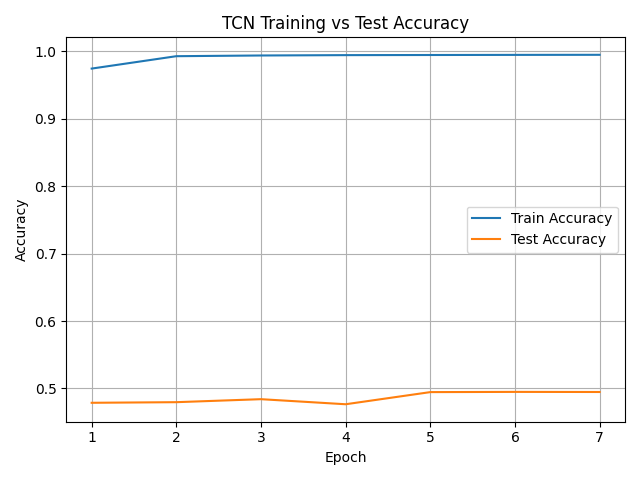 TCN Training vs Test Accuracy
1.0
0.9
0.8
0.7
0.6
0.5
Accuracy
Train Accuracy
Test Accuracy
1 2 3 4 5 6 7
Epoch